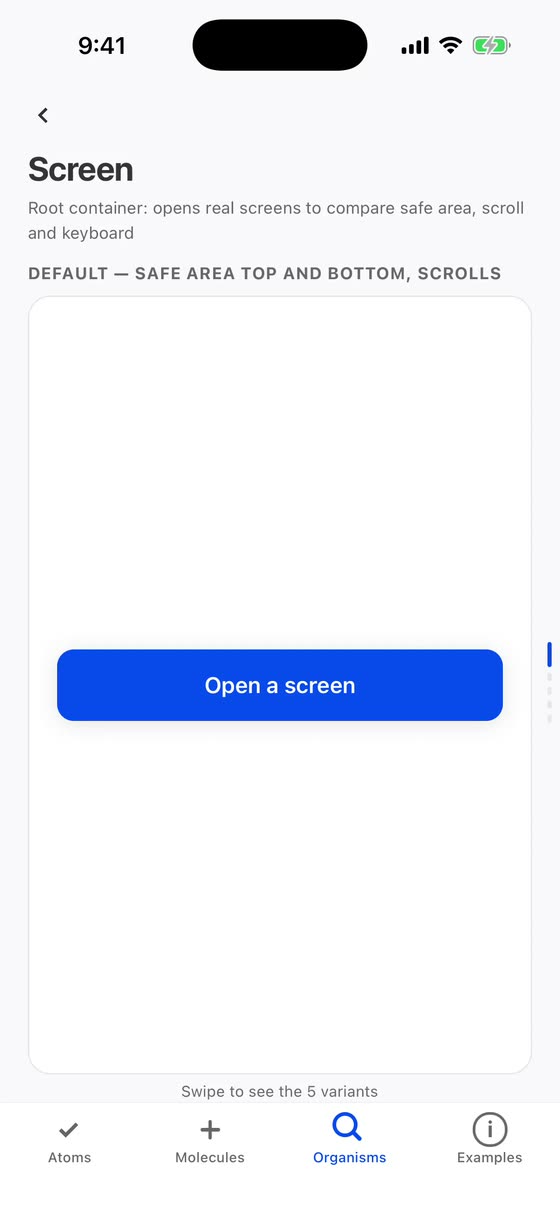 9:41
Screen
Root container: opens real screens to compare safe area, scroll
and keyboard
DEFAULT — SAFE AREA TOP AND BOTTOM, SCROLLS
Open a screen
Swipe to see the 5 variants
Atoms
Molecules
Organisms
Examples